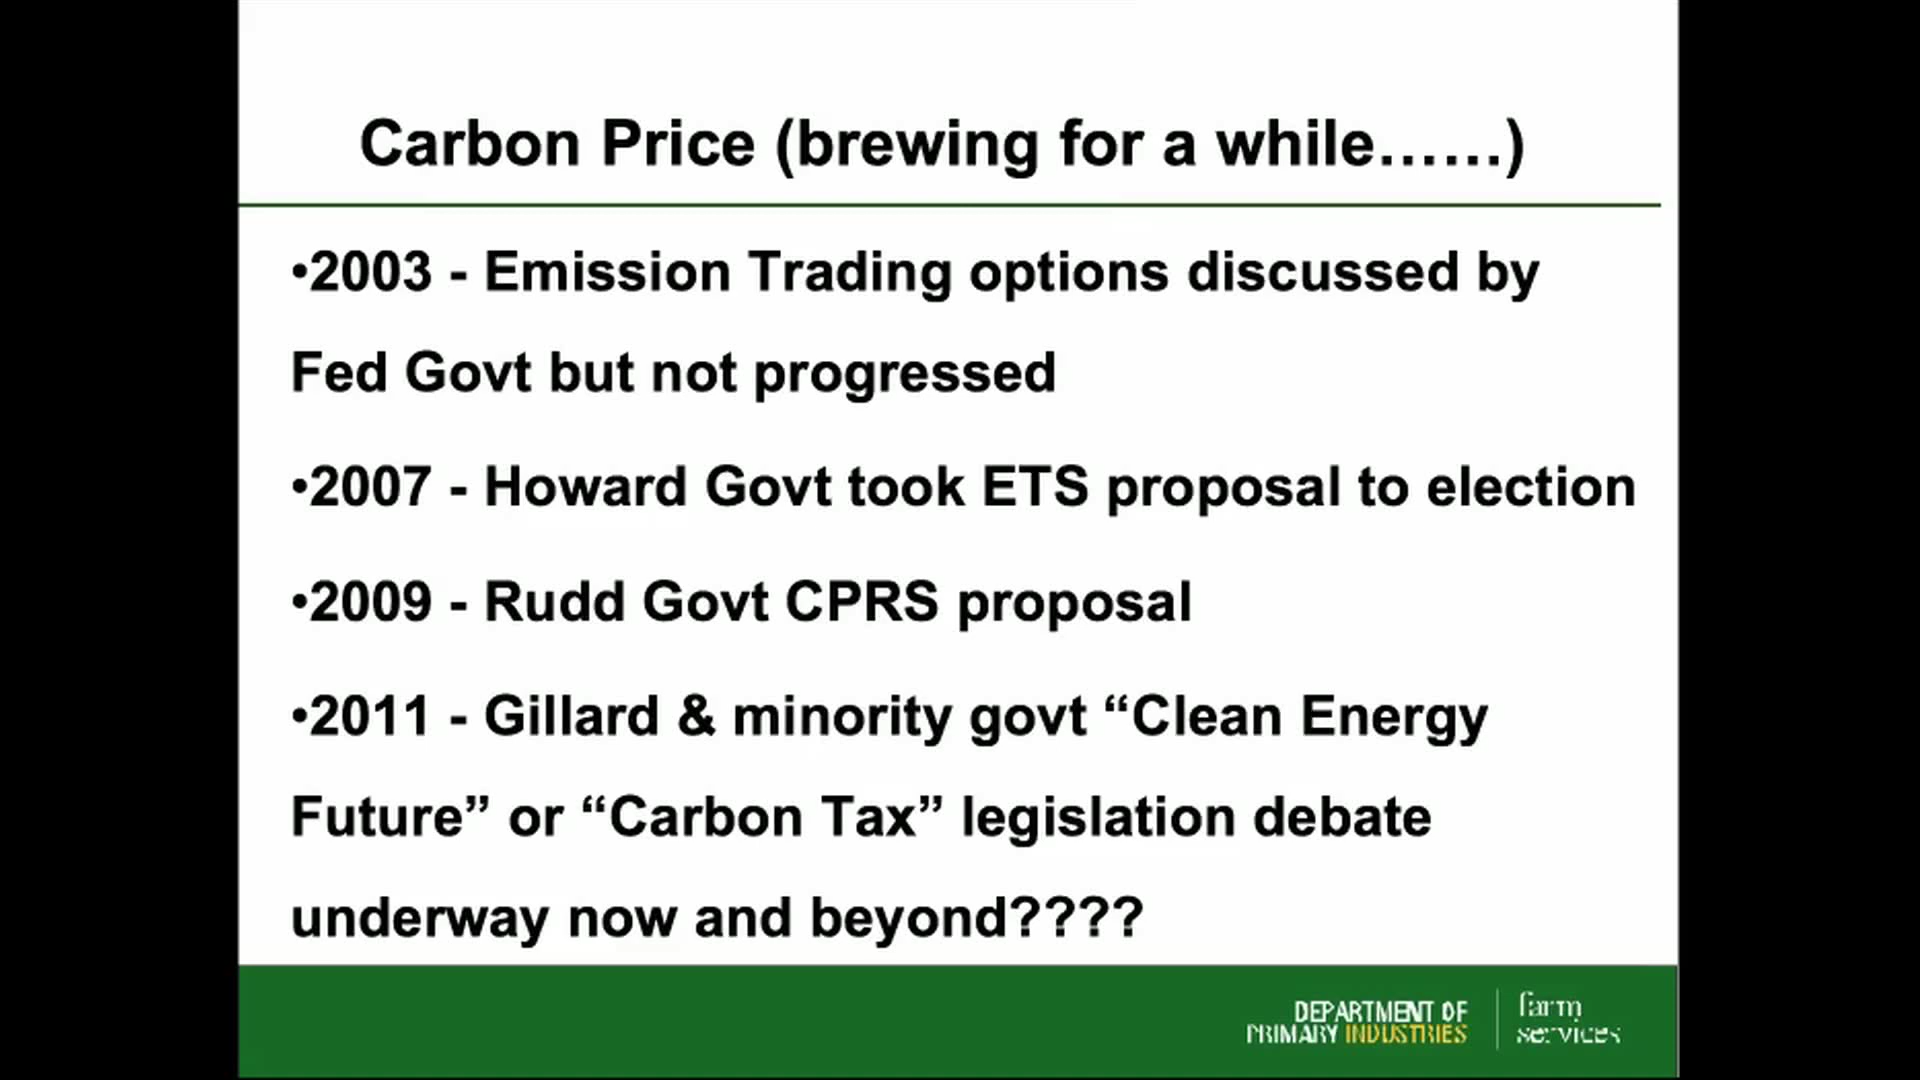 Carbon Price (brewing for a while……)
•2003 - Emission Trading options discussed by
Fed Govt but not progressed
•2007 - Howard Govt took ETS proposal to election
•2009 - Rudd Govt CPRS proposal
•2011 - Gillard & minority govt “Clean Energy
Future” or “Carbon Tax” legislation debate
underway now and beyond????
DEPARTMENT OF
PRIMARY INDUSTRIES
farm
services